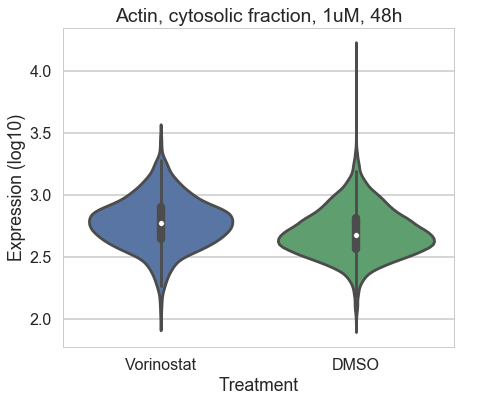 Actin, cytosolic fraction, 1uM, 48h
Expression (log10)
4.0
3.5
3.0
2.5
2.0
Vorinostat DMSO
Treatment